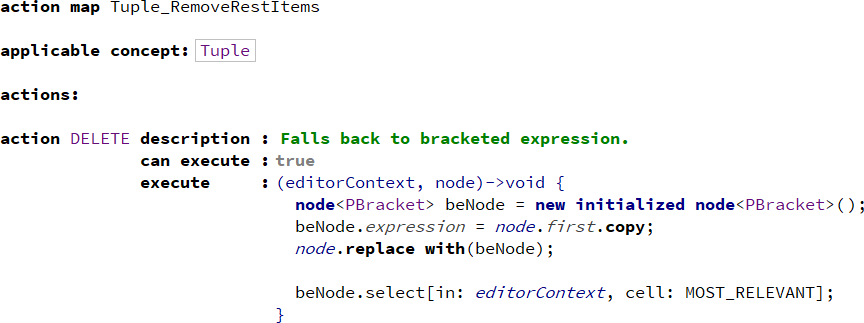 action map Tuple_RemoveRestItems
applicable concept: Tuple
actions:
action DELETE description : Falls back to bracketed expression.
can execute : true
execute : (editorContext, node)->void {
node<PBracket> beNode = new initialized node<PBracket>();
beNode.expression = node.first.copy;
node.replace with(beNode);
beNode.select[in: editorContext, cell: MOST_RELEVANT];
}